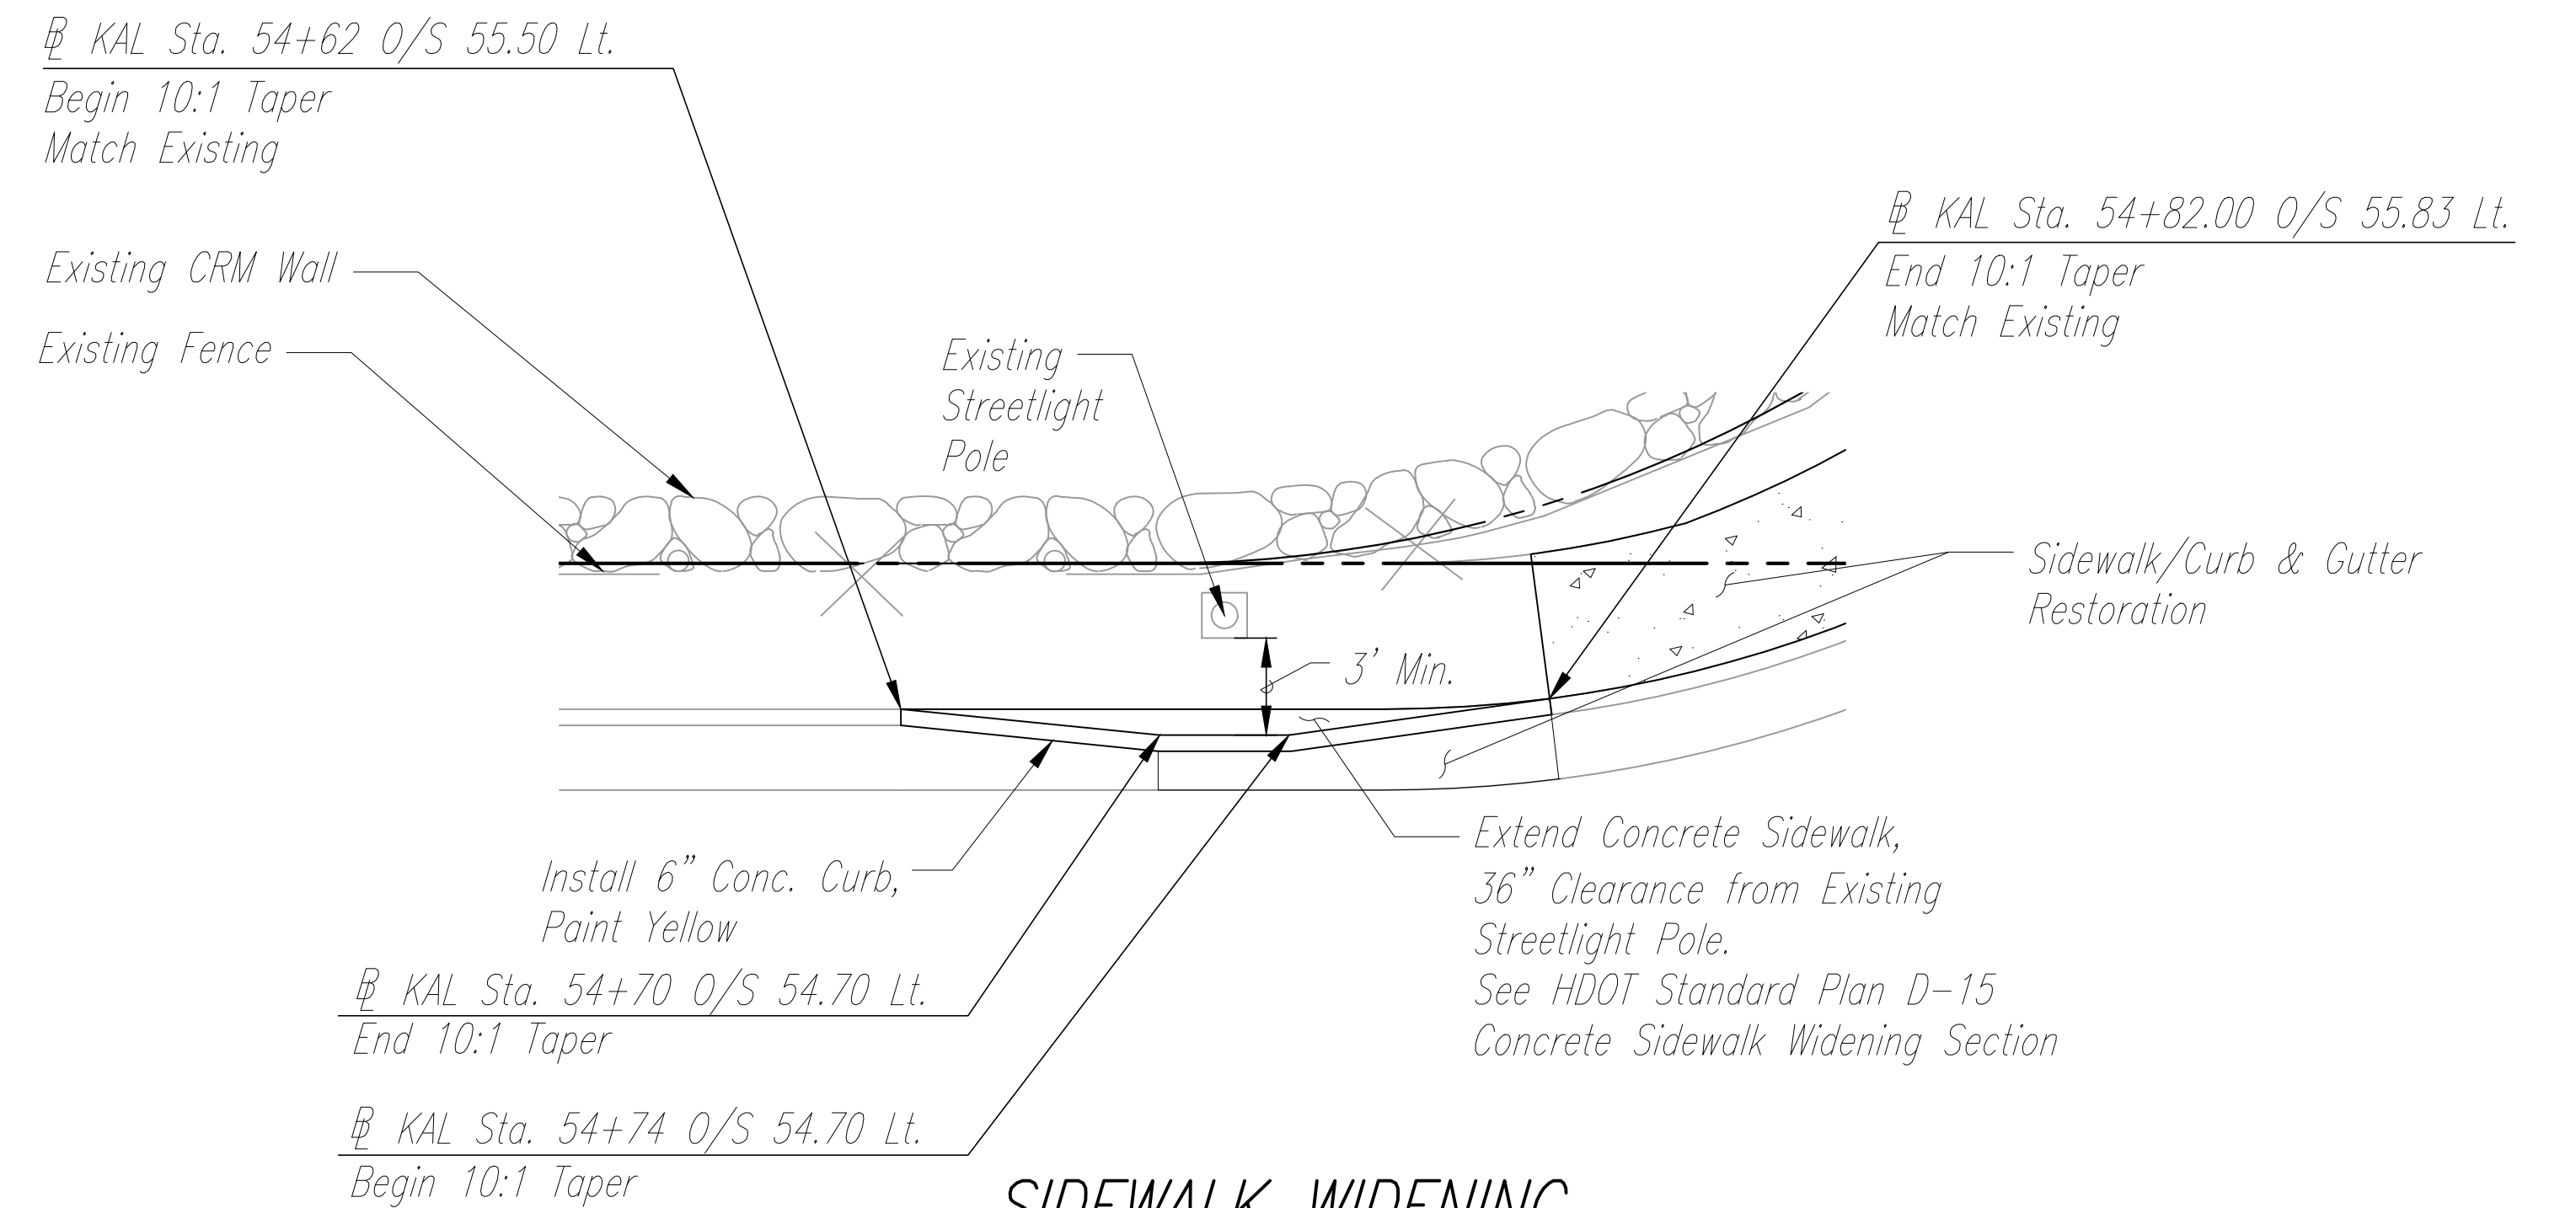 ℄ KAL Sta. 54+62 O/S 55.50 Lt.
Begin 10:1 Taper
Match Existing
Existing CRM Wall
Existing Fence
Existing
Streetlight
Pole
℄ KAL Sta. 54+82.00 O/S 55.83 Lt.
End 10:1 Taper
Match Existing
Sidewalk/Curb & Gutter
Restoration
3' Min.
Install 6" Conc. Curb,
Paint Yellow
℄ KAL Sta. 54+70 O/S 54.70 Lt.
End 10:1 Taper
℄ KAL Sta. 54+74 O/S 54.70 Lt.
Begin 10:1 Taper
Extend Concrete Sidewalk,
36" Clearance from Existing
Streetlight Pole.
See HDOT Standard Plan D-15
Concrete Sidewalk Widening Section
SIDEWALK WIDENING